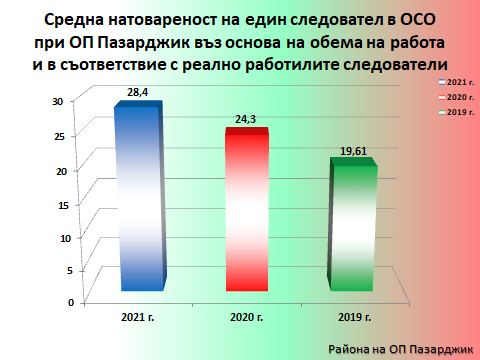 Средна натовареност на един следовател в ОСО
при ОП Пазарджик въз основа на обема на работа
и в съответствие с реално работилите следователи
2021 г.
2020 г.
2019 г.
30
25
20
15
10
5
0
28,4
24,3
19,61
2021 г.
2020 г.
2019 г.
Района на ОП Пазарджик